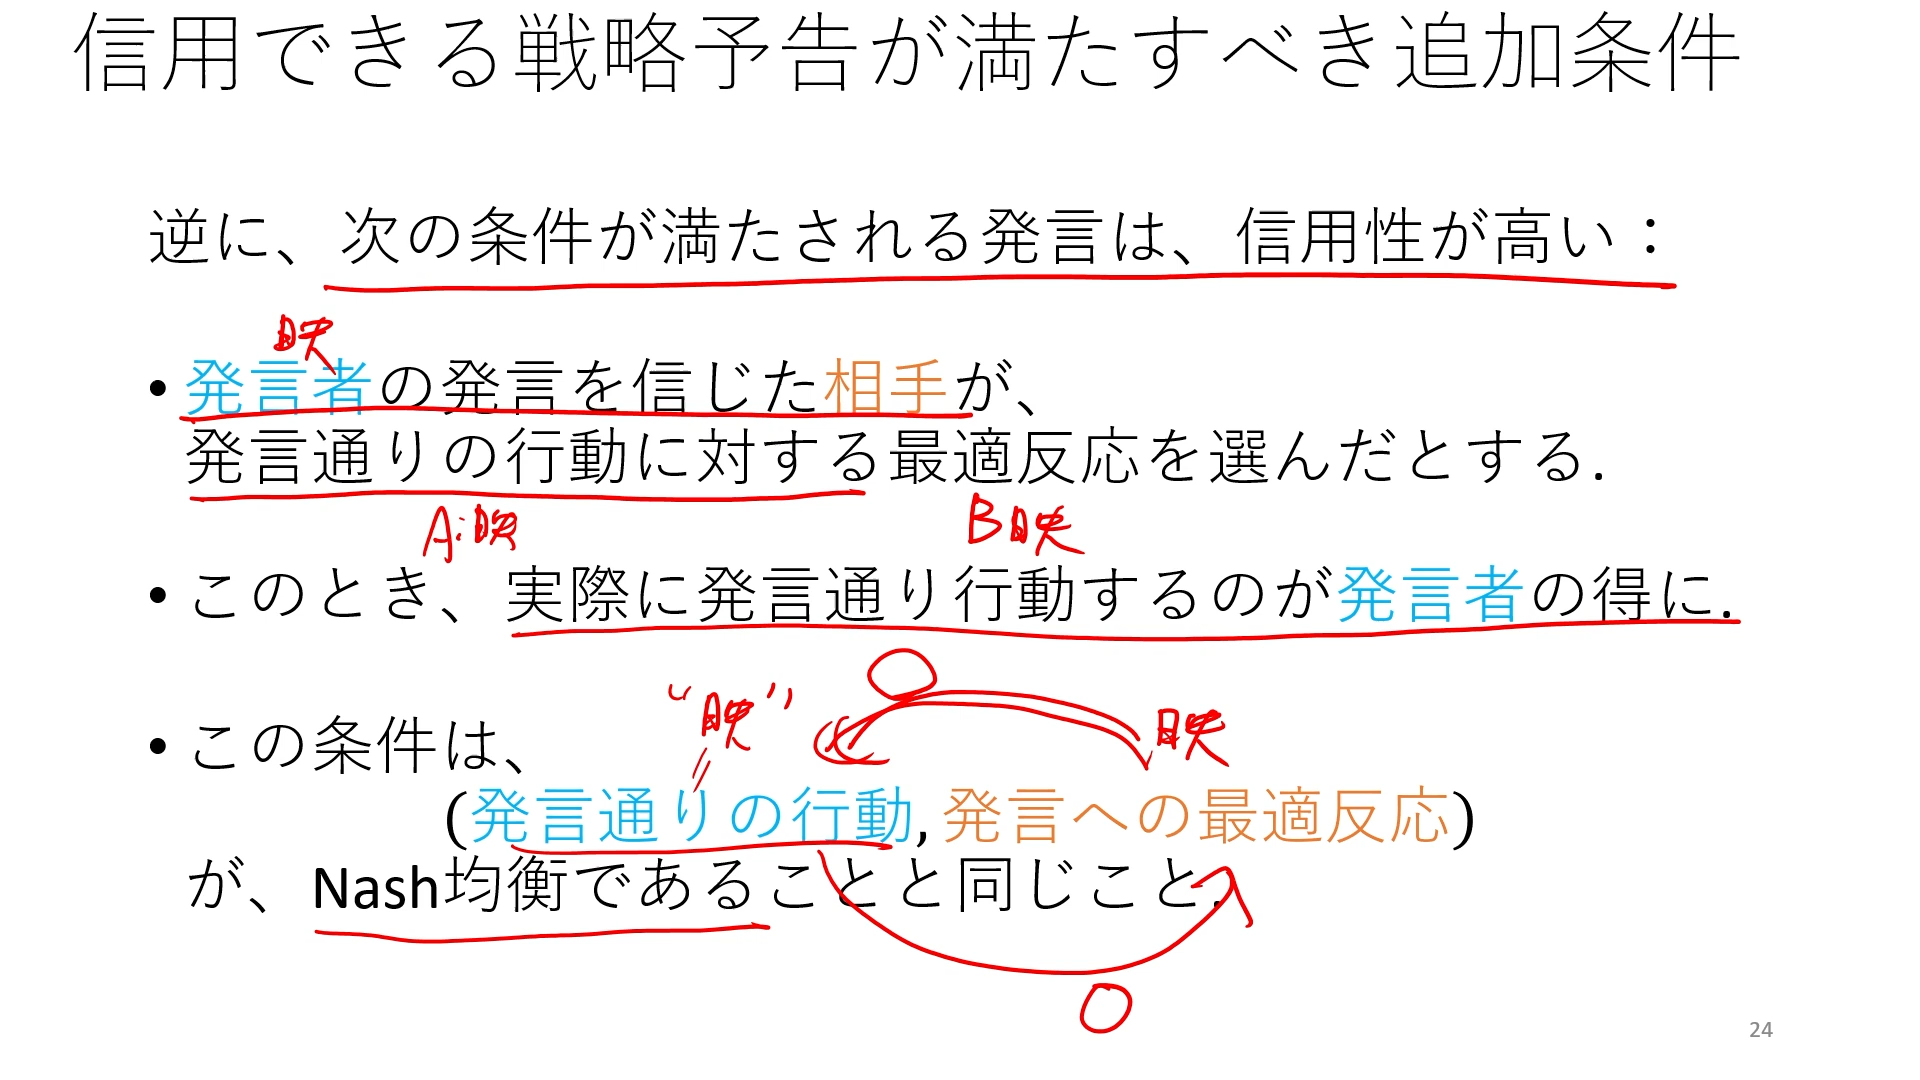 信用できる戦略予告が満たすべき追加条件
逆に、次の条件が満たされる発言は、信用性が高い：
映
• 発言者の発言を信じた相手が、
発言通りの行動に対する最適反応を選んだとする.
A:映 B映
• このとき、実際に発言通り行動するのが発言者の得に.
“映” 映
• この条件は、
(発言通りの行動, 発言への最適反応)
が、Nash均衡であることと同じこと.
24